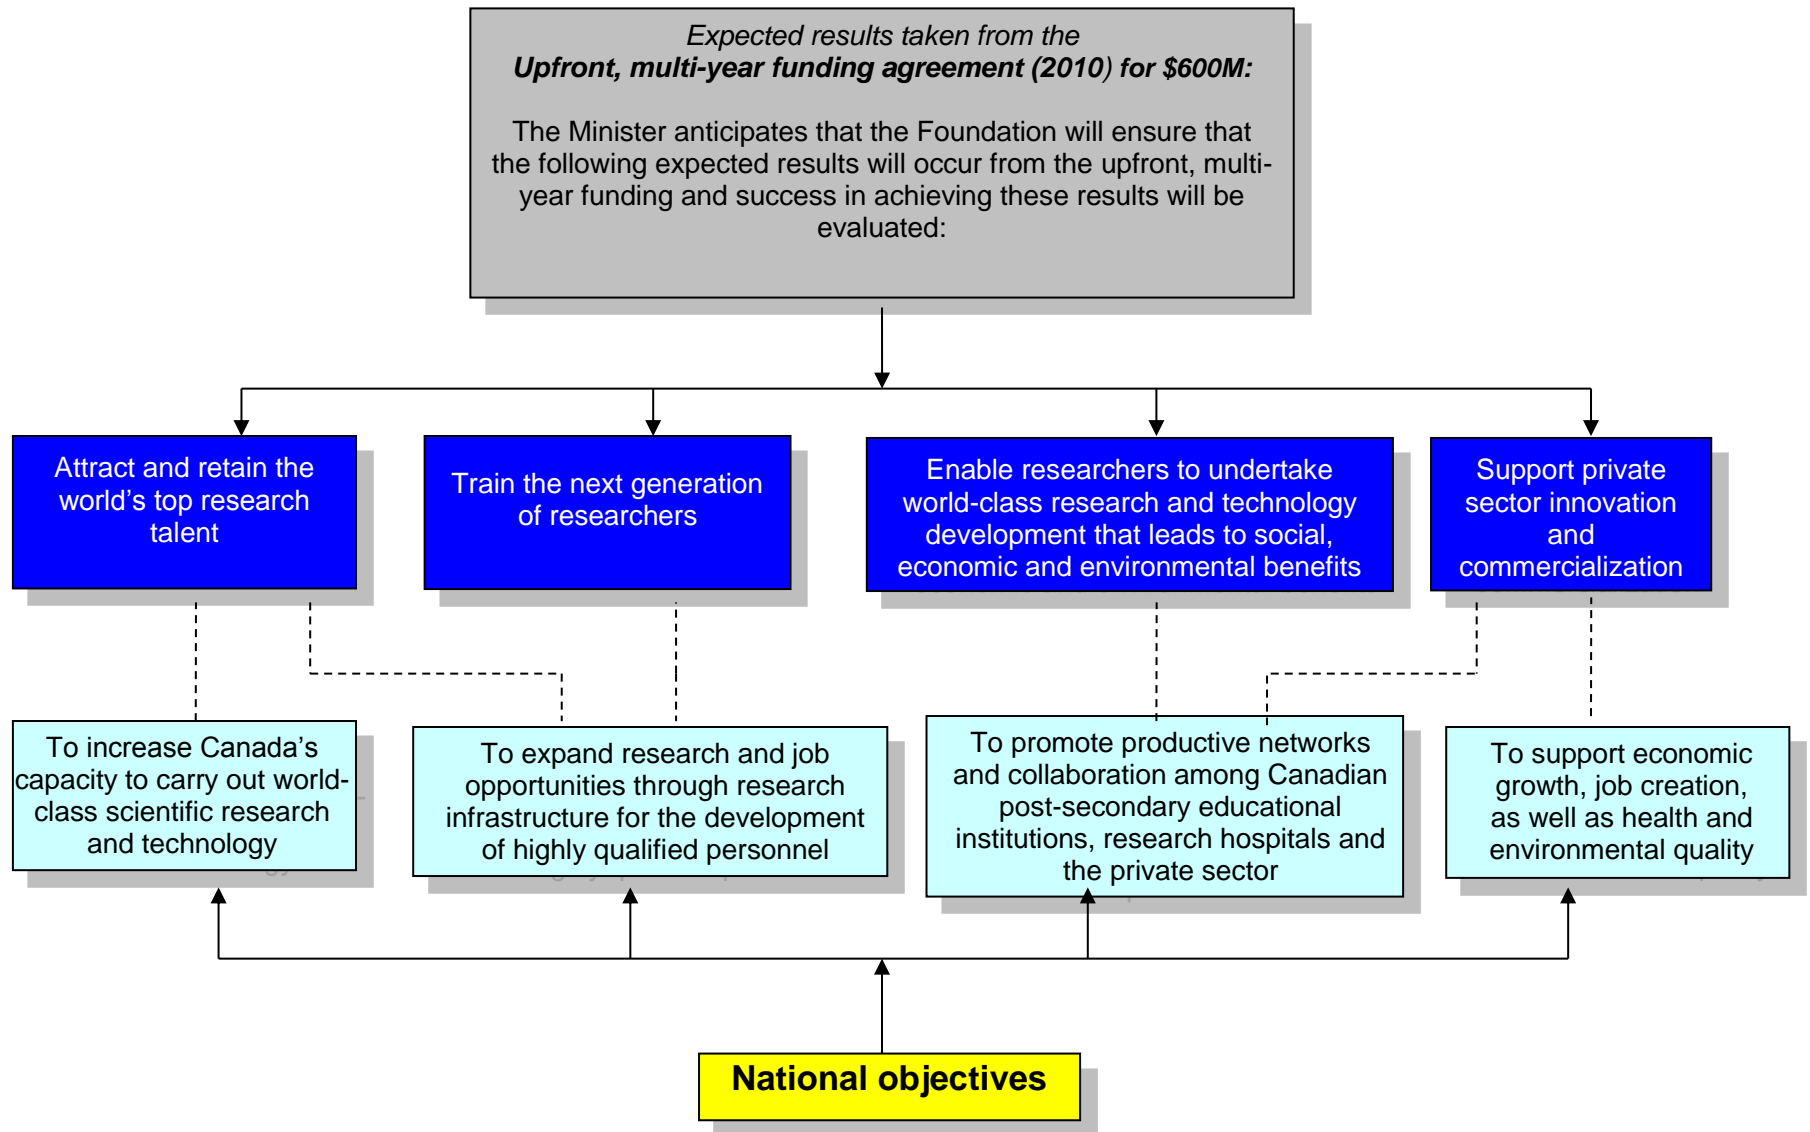 Expected results taken from the
Upfront, multi-year funding agreement (2010) for $600M:
The Minister anticipates that the Foundation will ensure that
the following expected results will occur from the upfront, multi-
year funding and success in achieving these results will be
evaluated:
Attract and retain the
world's top research
talent
Train the next generation
of researchers
Enable researchers to undertake
world-class research and technology
development that leads to social,
economic and environmental benefits
Support private
sector innovation
and
commercialization
To increase Canada's
capacity to carry out world-
class scientific research
and technology
To expand research and job
opportunities through research
infrastructure for the development
of highly qualified personnel
To promote productive networks
and collaboration among Canadian
post-secondary educational
institutions, research hospitals and
the private sector
To support economic
growth, job creation,
as well as health and
environmental quality
National objectives